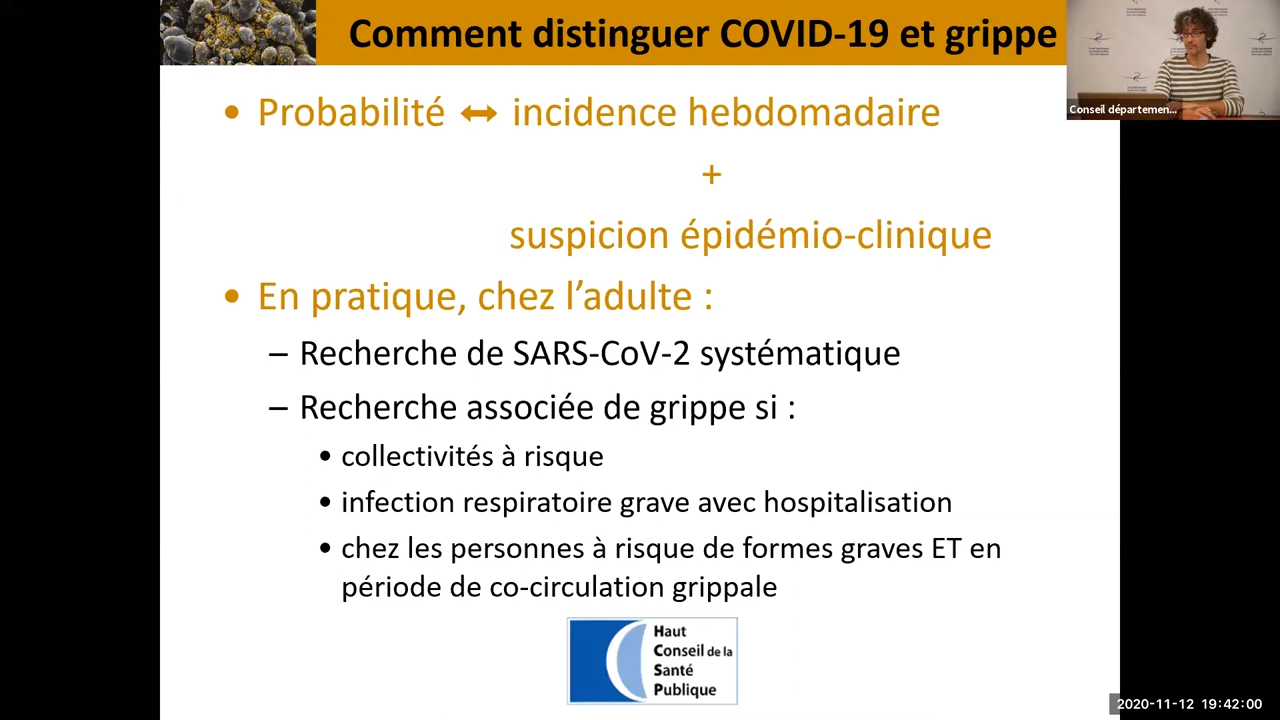 Comment distinguer COVID-19 et grippe
Conseil départemen...
• Probabilité ↔ incidence hebdomadaire
+
suspicion épidémio-clinique
• En pratique, chez l’adulte :
– Recherche de SARS-CoV-2 systématique
– Recherche associée de grippe si :
• collectivités à risque
• infection respiratoire grave avec hospitalisation
• chez les personnes à risque de formes graves ET en
période de co-circulation grippale
Haut
Conseil de la
Santé
Publique
2020-11-12 19:42:00